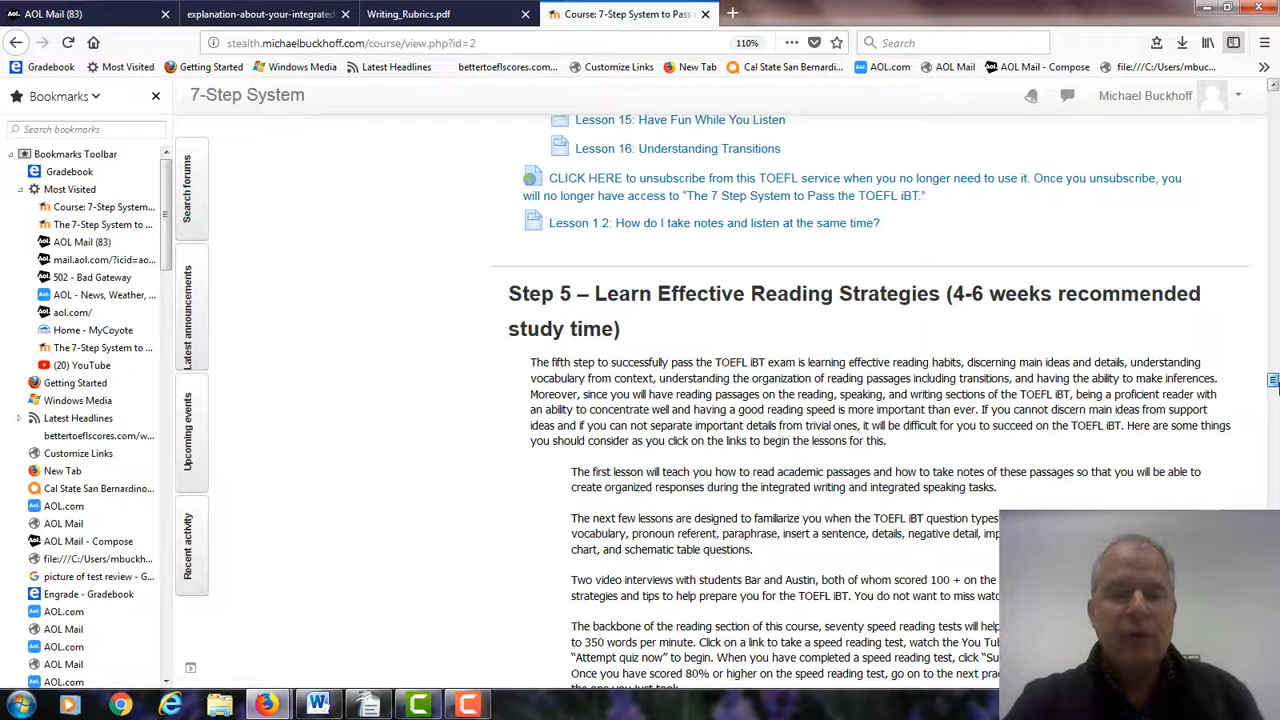 AOL Mail (83)
explanation-about-your-integrated
Writing_Rubrics.pdf
Course: 7-Step System to Pass
stealth.michaelbuckhoff.com/course/view.php?id=2
110%
Search
Gradebook
Most Visited
Getting Started
Windows Media
Latest Headlines
bettertoeflscores.com...
Customize Links
New Tab
Cal State San Bernardi...
AOL.com
AOL Mail
AOL Mail - Compose
file:///C:/Users/mbuc...
Bookmarks
7-Step System
Michael Buckhoff
Search bookmarks
Bookmarks Toolbar
Gradebook
Most Visited
Course: 7-Step System...
The 7-Step System to ...
AOL Mail (83)
mail.aol.com/?icid=ao...
502 - Bad Gateway
AOL - News, Weather, ...
aol.com/
Home - MyCoyote
The 7-Step System to ...
(20) YouTube
Getting Started
Windows Media
Latest Headlines
bettertoeflscores.com/w...
Customize Links
New Tab
Cal State San Bernardino...
AOL.com
AOL Mail
AOL Mail - Compose
file:///C:/Users/mbuckh...
picture of test review - G...
Engrade - Gradebook
AOL.com
AOL Mail
AOL.com
AOL Mail
AOL.com
Search forums
Latest announcements
Upcoming events
Recent activity
Lesson 15: Have Fun While You Listen
Lesson 16: Understanding Transitions
CLICK HERE to unsubscribe from this TOEFL service when you no longer need to use it. Once you unsubscribe, you
will no longer have access to "The 7 Step System to Pass the TOEFL iBT."
Lesson 1.2: How do I take notes and listen at the same time?
Step 5 – Learn Effective Reading Strategies (4-6 weeks recommended
study time)
The fifth step to successfully pass the TOEFL iBT exam is learning effective reading habits, discerning main ideas and details, understanding
vocabulary from context, understanding the organization of reading passages including transitions, and having the ability to make inferences.
Moreover, since you will have reading passages on the reading, speaking, and writing sections of the TOEFL iBT, being a proficient reader with
an ability to concentrate well and having a good reading speed is more important than ever. If you cannot discern main ideas from support
ideas and if you can not separate important details from trivial ones, it will be difficult for you to succeed on the TOEFL iBT. Here are some things
you should consider as you click on the links to begin the lessons for this.
The first lesson will teach you how to read academic passages and how to take notes of these passages so that you will be able to
create organized responses during the integrated writing and integrated speaking tasks.
The next few lessons are designed to familiarize you when the TOEFL iBT question types
vocabulary, pronoun referent, paraphrase, insert a sentence, details, negative detail, imp
chart, and schematic table questions.
Two video interviews with students Bar and Austin, both of whom scored 100 + on the
strategies and tips to help prepare you for the TOEFL iBT. You do not want to miss watc
The backbone of the reading section of this course, seventy speed reading tests will help
to 350 words per minute. Click on a link to take a speed reading test, watch the You Tub
"Attempt quiz now" to begin. When you have completed a speed reading test, click "Su
Once you have scored 80% or higher on the speed reading test, go on to the next prac